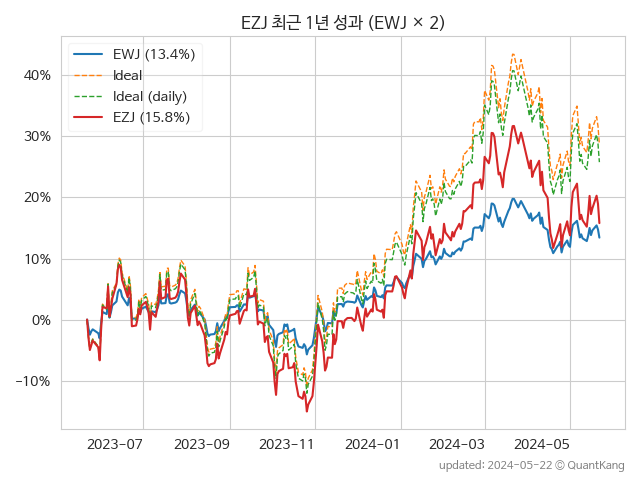 EZJ 최근 1년 성과 (EWJ × 2)
EWJ (13.4%)
Ideal
Ideal (daily)
EZJ (15.8%)
40%
30%
20%
10%
0%
−10%
2023−07
2023−09
2023−11
2024−01
2024−03
2024−05
updated: 2024−05−22 © QuantKang